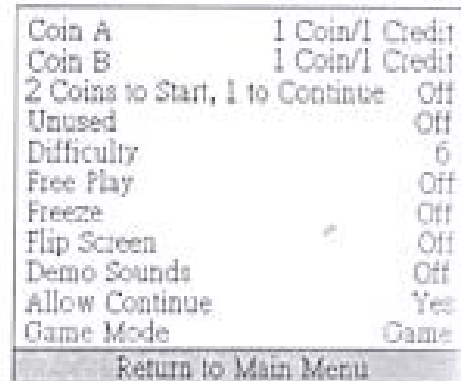 Coin A 1 Coin/1 Credit
Coin B 1 Coin/1 Credit
2 Coins to Start, 1 to Continue Off
Unused Off
Difficulty 6
Free Play Off
Freeze Off
Flip Screen Off
Demo Sounds Off
Allow Continue Yes
Game Mode Game
Return to Main Menu